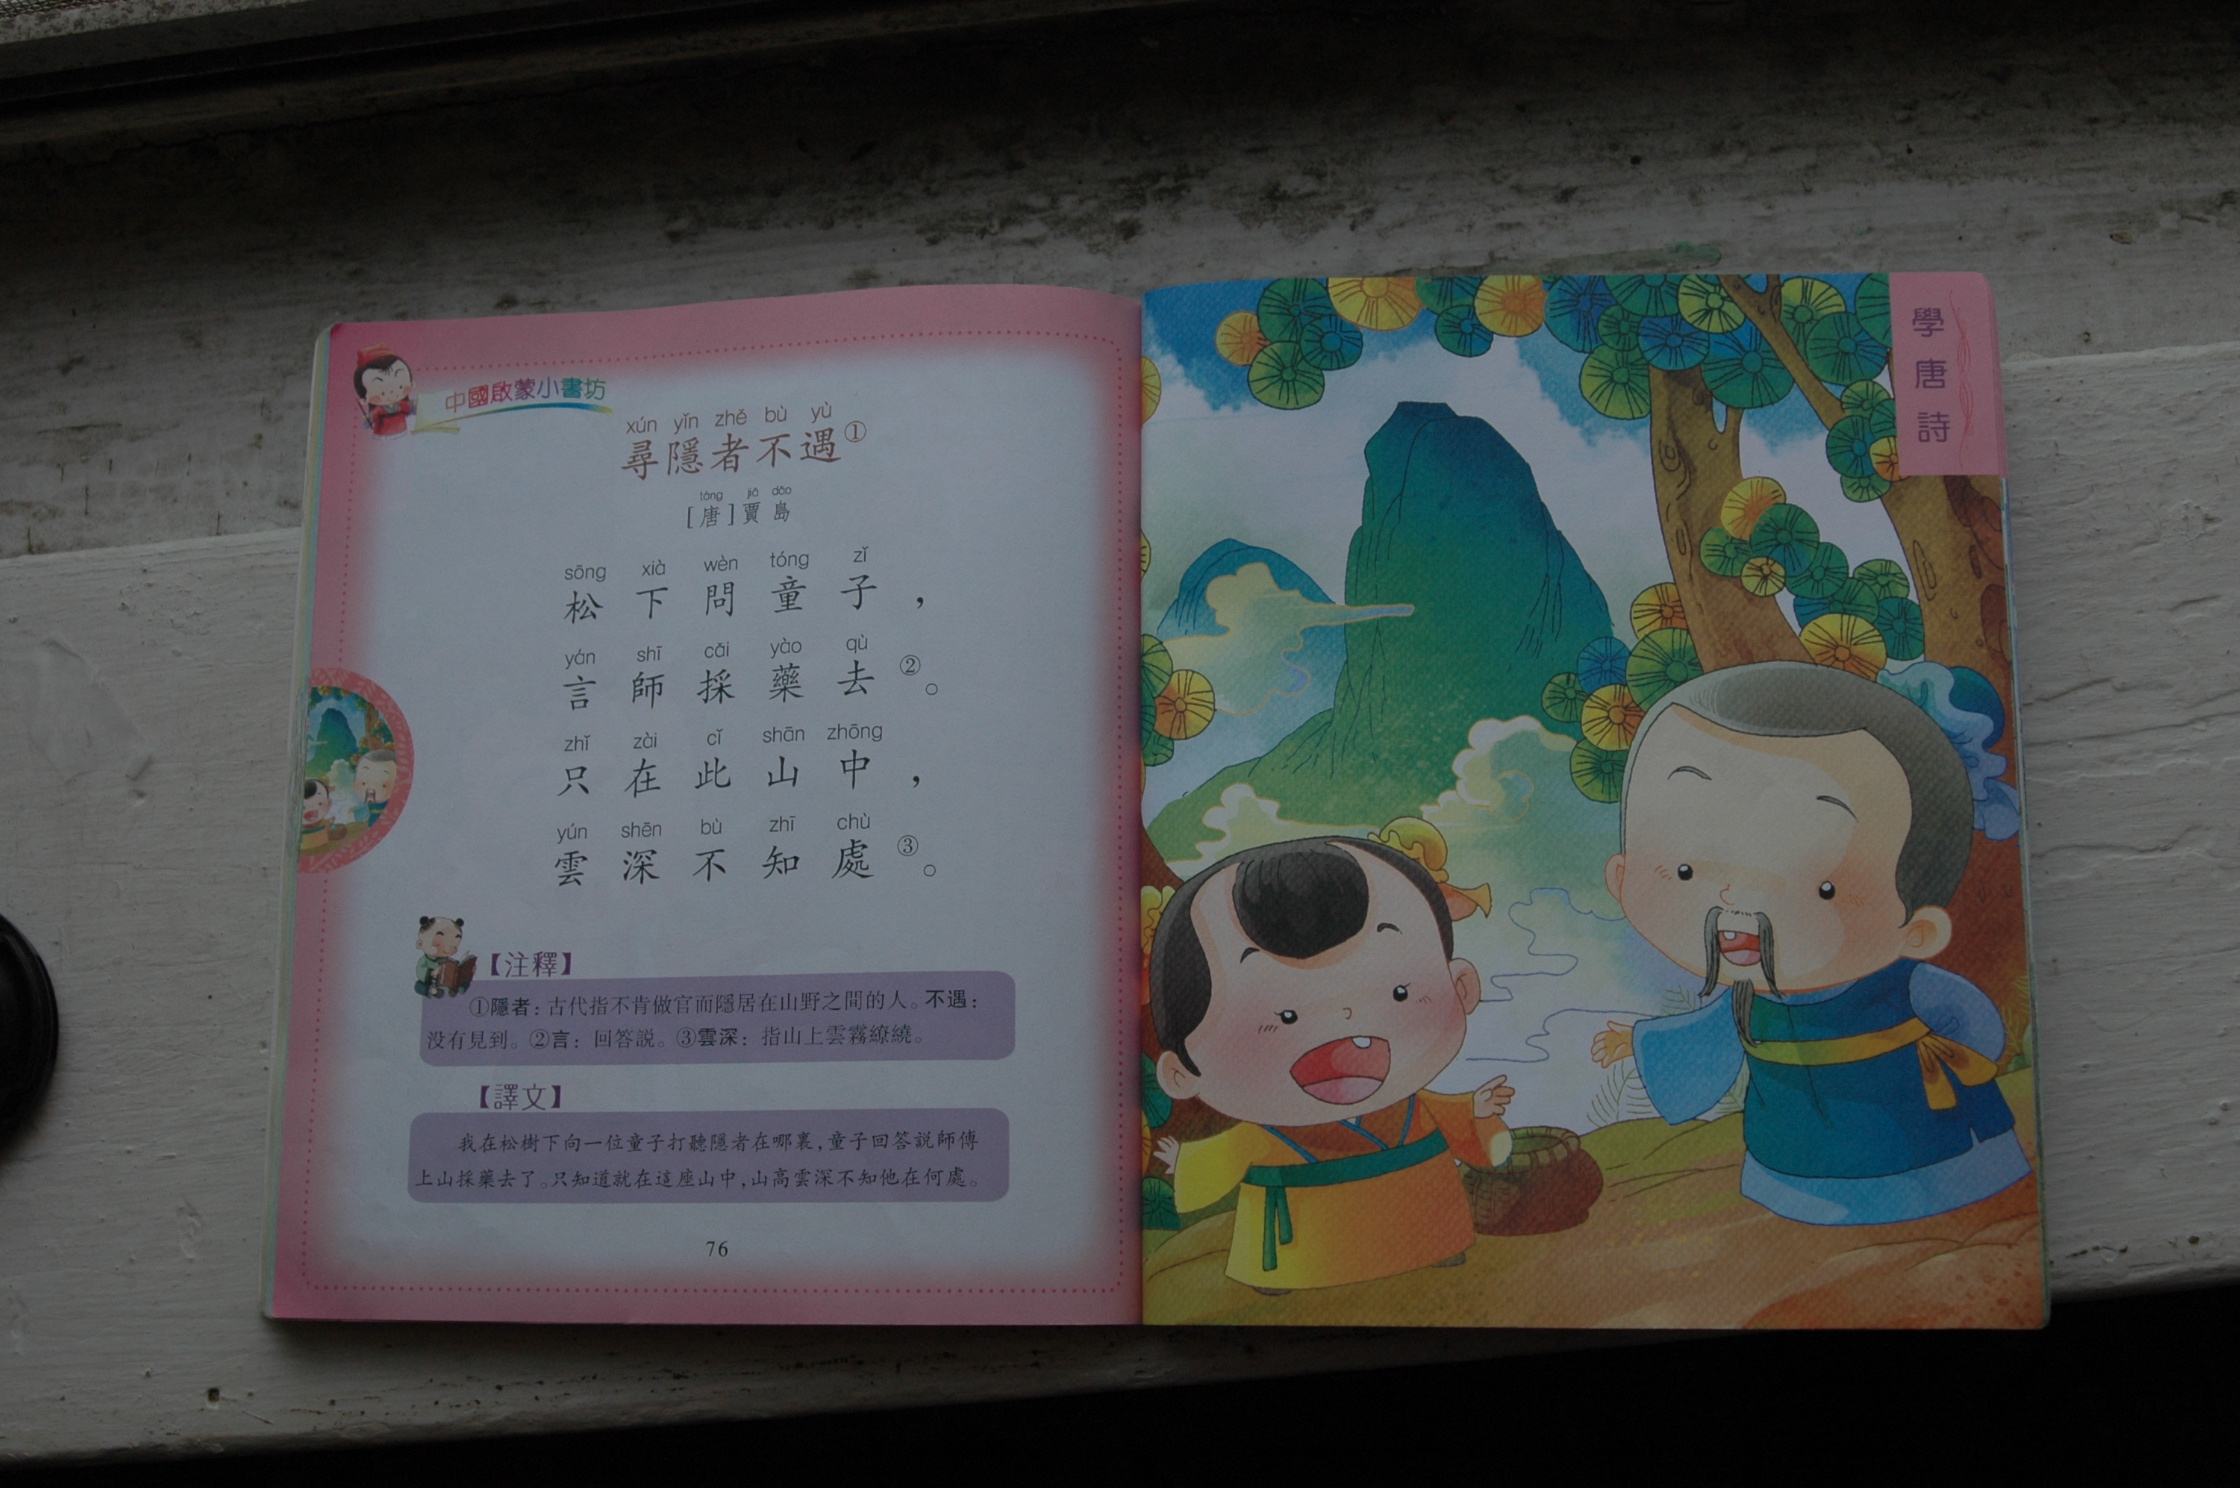 中國啟蒙小書坊
xún yǐn zhě bù yù
尋隱者不遇①
táng jiǎ dǎo
[唐]賈島
sōng xià wèn tóng zǐ
松下問童子，
yán shī cǎi yào qù
言師採藥去②。
zhǐ zài cǐ shān zhōng
只在此山中，
yún shēn bù zhī chù
雲深不知處③。
【注釋】
①隱者：古代指不肯做官而隱居在山野之間的人。不遇：
没有見到。②言：回答説。③雲深：指山上雲霧繚繞。
【譯文】
我在松樹下向一位童子打聽隱者在哪裏，童子回答説師傅
上山採藥去了。只知道就在這座山中，山高雲深不知他在何處。
76
學唐詩